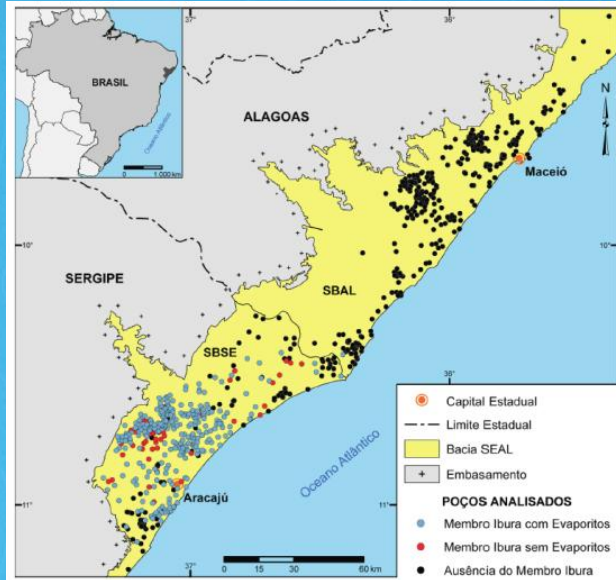 37°
36°
BRASIL
Oceano Atlântico
0 1.000 km
ALAGOAS
N
Maceió
10°
10°
SERGIPE
SBAL
SBSE
36°
Oceano Atlântico
Aracajú
11°
11°
37°
0 15 30 60 km
Capital Estadual
Limite Estadual
Bacia SEAL
Embasamento
POÇOS ANALISADOS
Membro Ibura com Evaporitos
Membro Ibura sem Evaporitos
Ausência do Membro Ibura